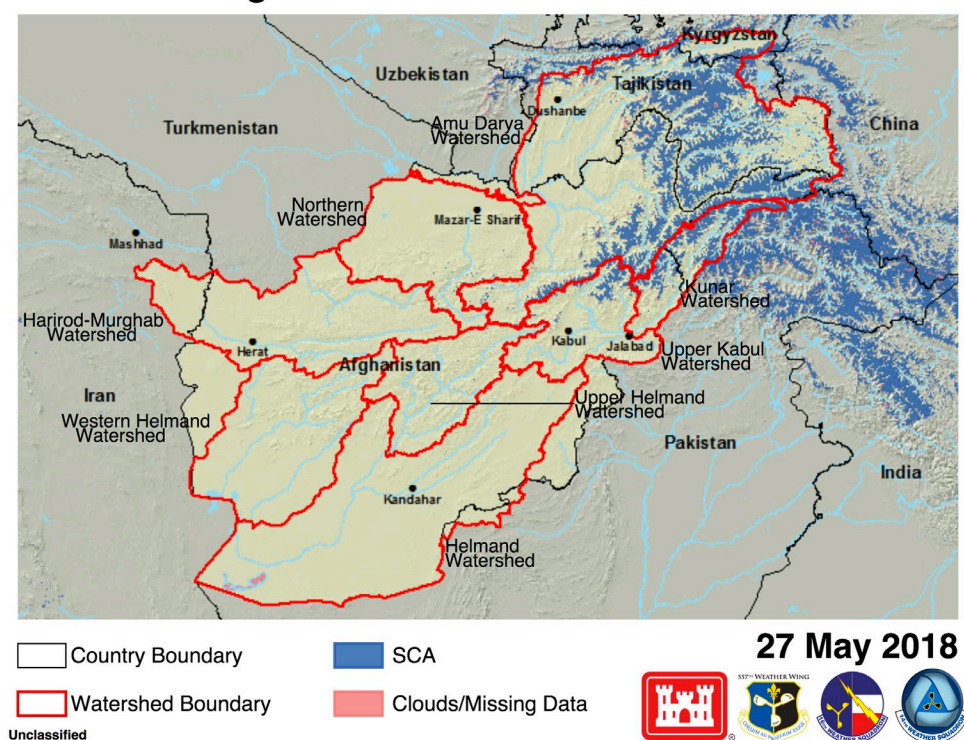 Kyrgyzstan
Uzbekistan
Tajikistan
Dushanbe
Turkmenistan
Amu Darya
Watershed
China
Northern
Watershed
Mazar-E Sharif
Mashhad
Kunar
Watershed
Harirod-Murghab
Watershed
Herat
Kabul
Jalabad
Upper Kabul
Watershed
Afghanistan
Iran
Upper Helmand
Watershed
Western Helmand
Watershed
Pakistan
India
Kandahar
Helmand
Watershed
Country Boundary
SCA
27 May 2018
Watershed Boundary
Clouds/Missing Data
557TH WEATHER WING
Unclassified